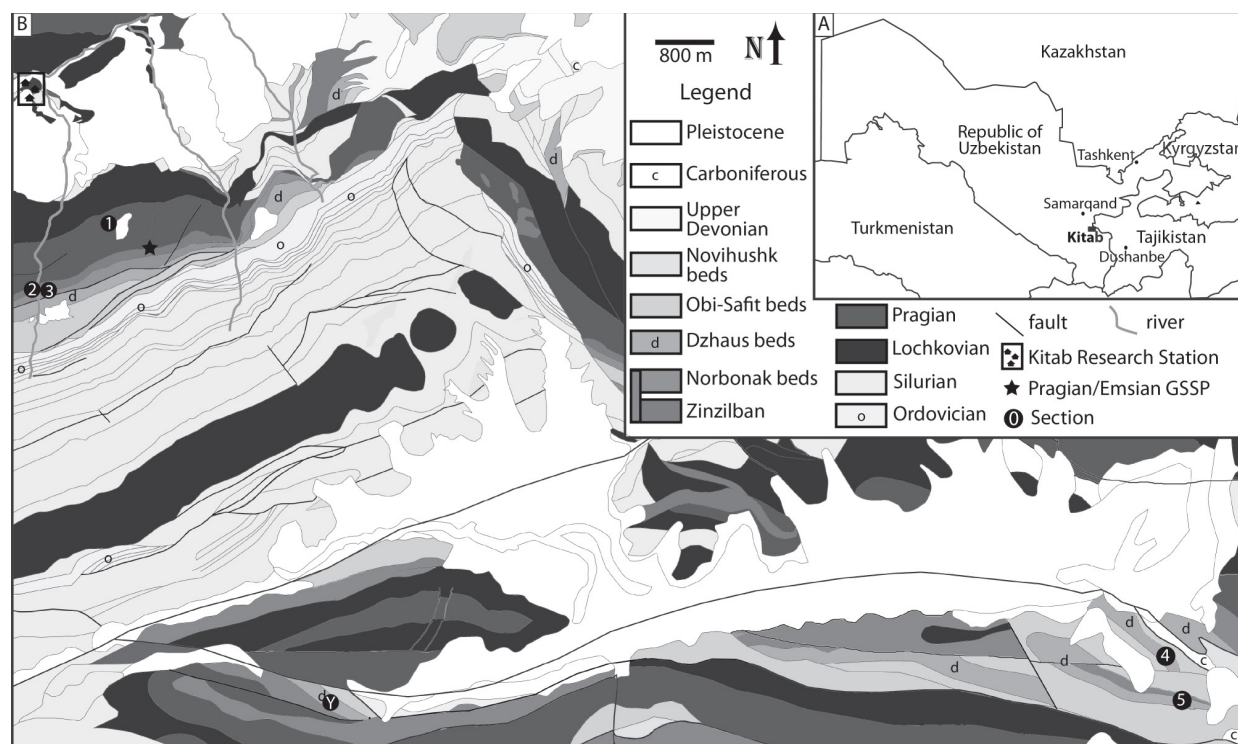 B
800 m
N
Legend
Pleistocene
c Carboniferous
Upper
Devonian
Novihushk
beds
Obi-Safit beds
d Dzhaus beds
Norbonak beds
Zinzilban
Pragian
Lochkovian
Silurian
o Ordovician
fault
river
Kitab Research Station
Pragian/Emsian GSSP
0 Section
A
Kazakhstan
Republic of
Uzbekistan
Tashkent
Kyrgyzstan
Samarqand
Turkmenistan
Kitab
Tajikistan
Dushanbe
c
d
d
d
o
1
o
o
2 3
d
o
o
o
d
Y
d
d
d
d
4
c
5
c